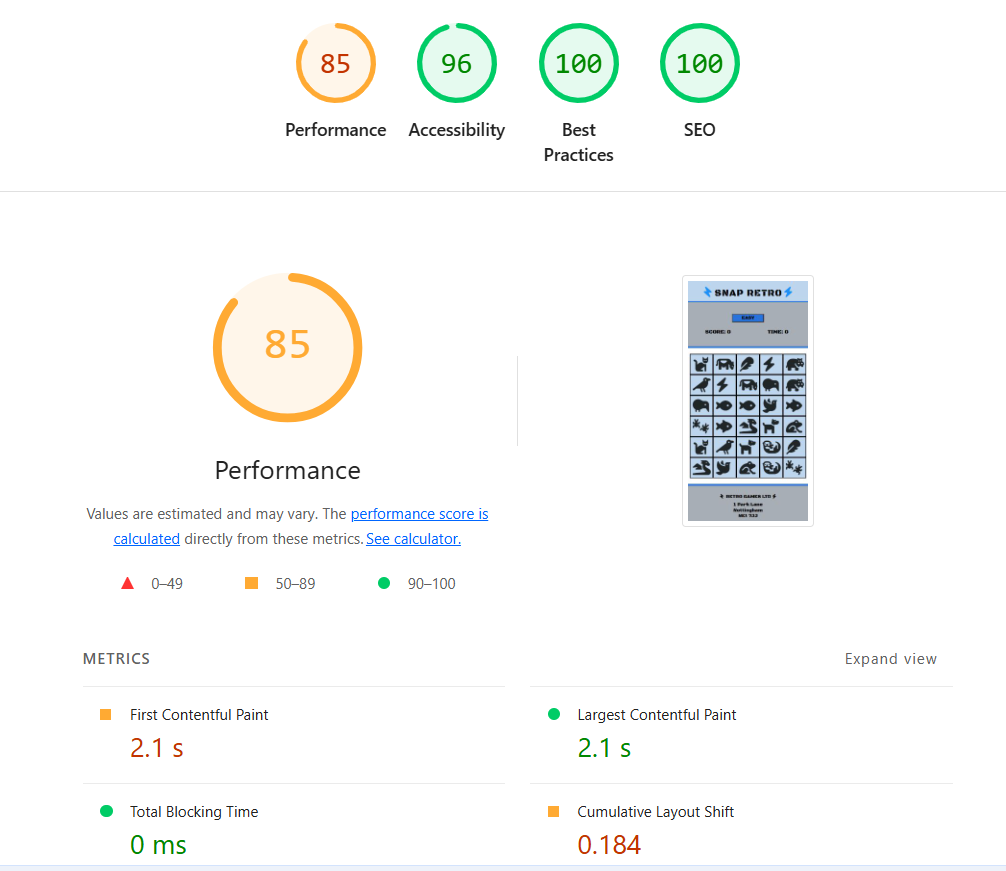 85
96
100
100
Performance
Accessibility
Best
Practices
SEO
85
Performance
Values are estimated and may vary. The performance score is
calculated directly from these metrics. See calculator.
0–49
50–89
90–100
SNAP RETRO
EASY
SCORE: 0
TIME: 0
RETRO GAMES LTD
1 Park Lane
Nottingham
METRICS
Expand view
First Contentful Paint
2.1 s
Largest Contentful Paint
2.1 s
Total Blocking Time
0 ms
Cumulative Layout Shift
0.184